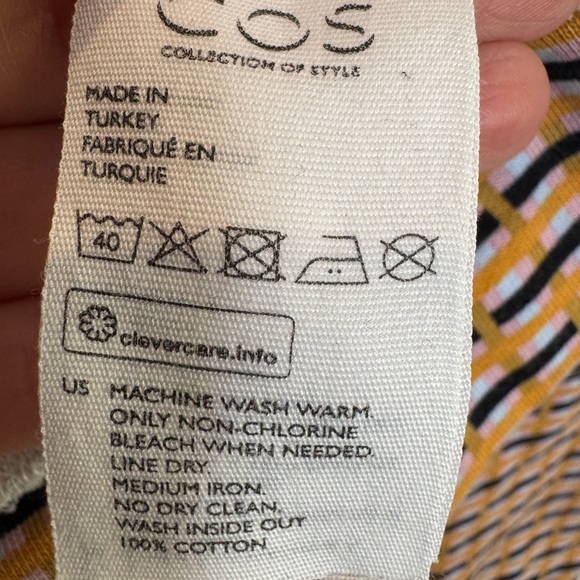 COS
COLLECTION OF STYLE
MADE IN
TURKEY
FABRIQUÉ EN
TURQUIE
40
clevercare.info
US MACHINE WASH WARM.
ONLY NON-CHLORINE
BLEACH WHEN NEEDED.
LINE DRY.
MEDIUM IRON.
NO DRY CLEAN.
WASH INSIDE OUT
100% COTTON